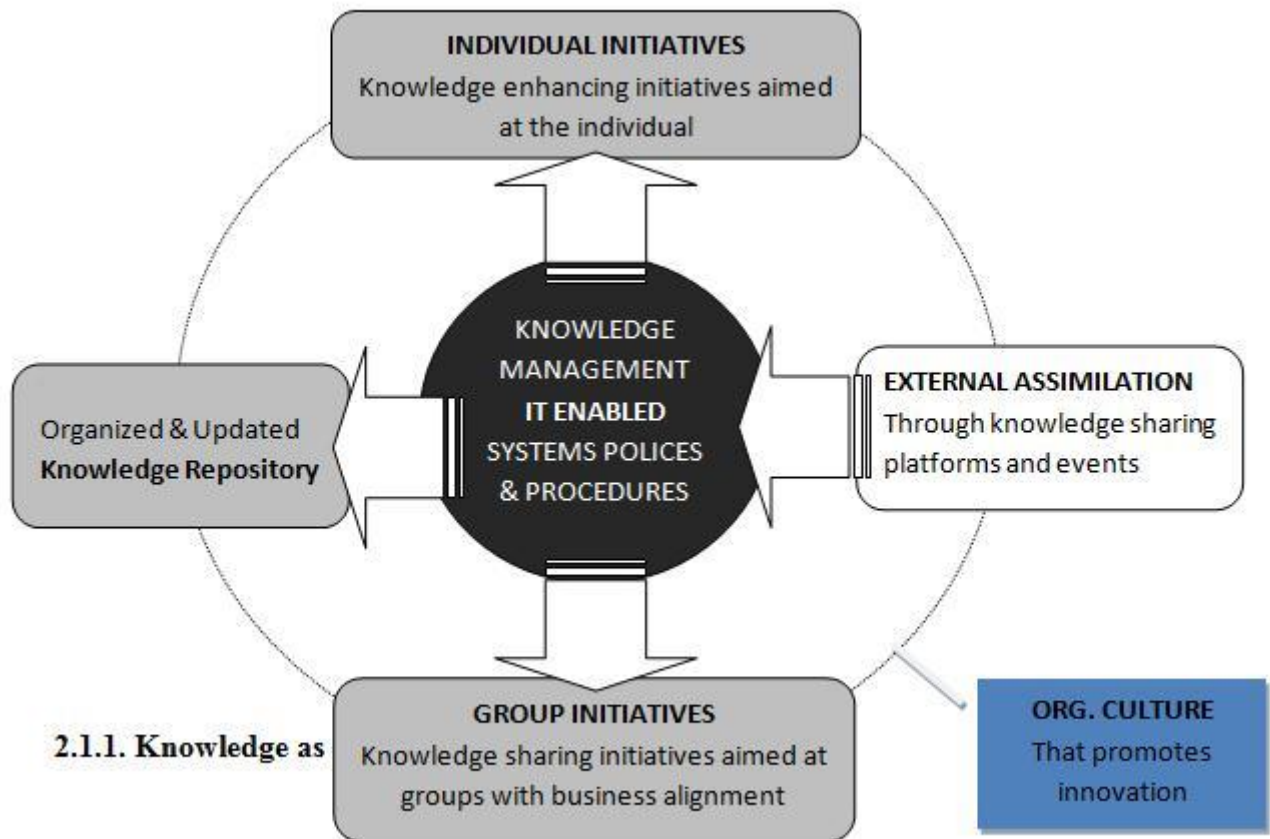 INDIVIDUAL INITIATIVES
Knowledge enhancing initiatives aimed
at the individual
KNOWLEDGE
MANAGEMENT
IT ENABLED
SYSTEMS POLICES
& PROCEDURES
Organized & Updated
Knowledge Repository
EXTERNAL ASSIMILATION
Through knowledge sharing
platforms and events
GROUP INITIATIVES
Knowledge sharing initiatives aimed at
groups with business alignment
2.1.1. Knowledge as
ORG. CULTURE
That promotes
innovation